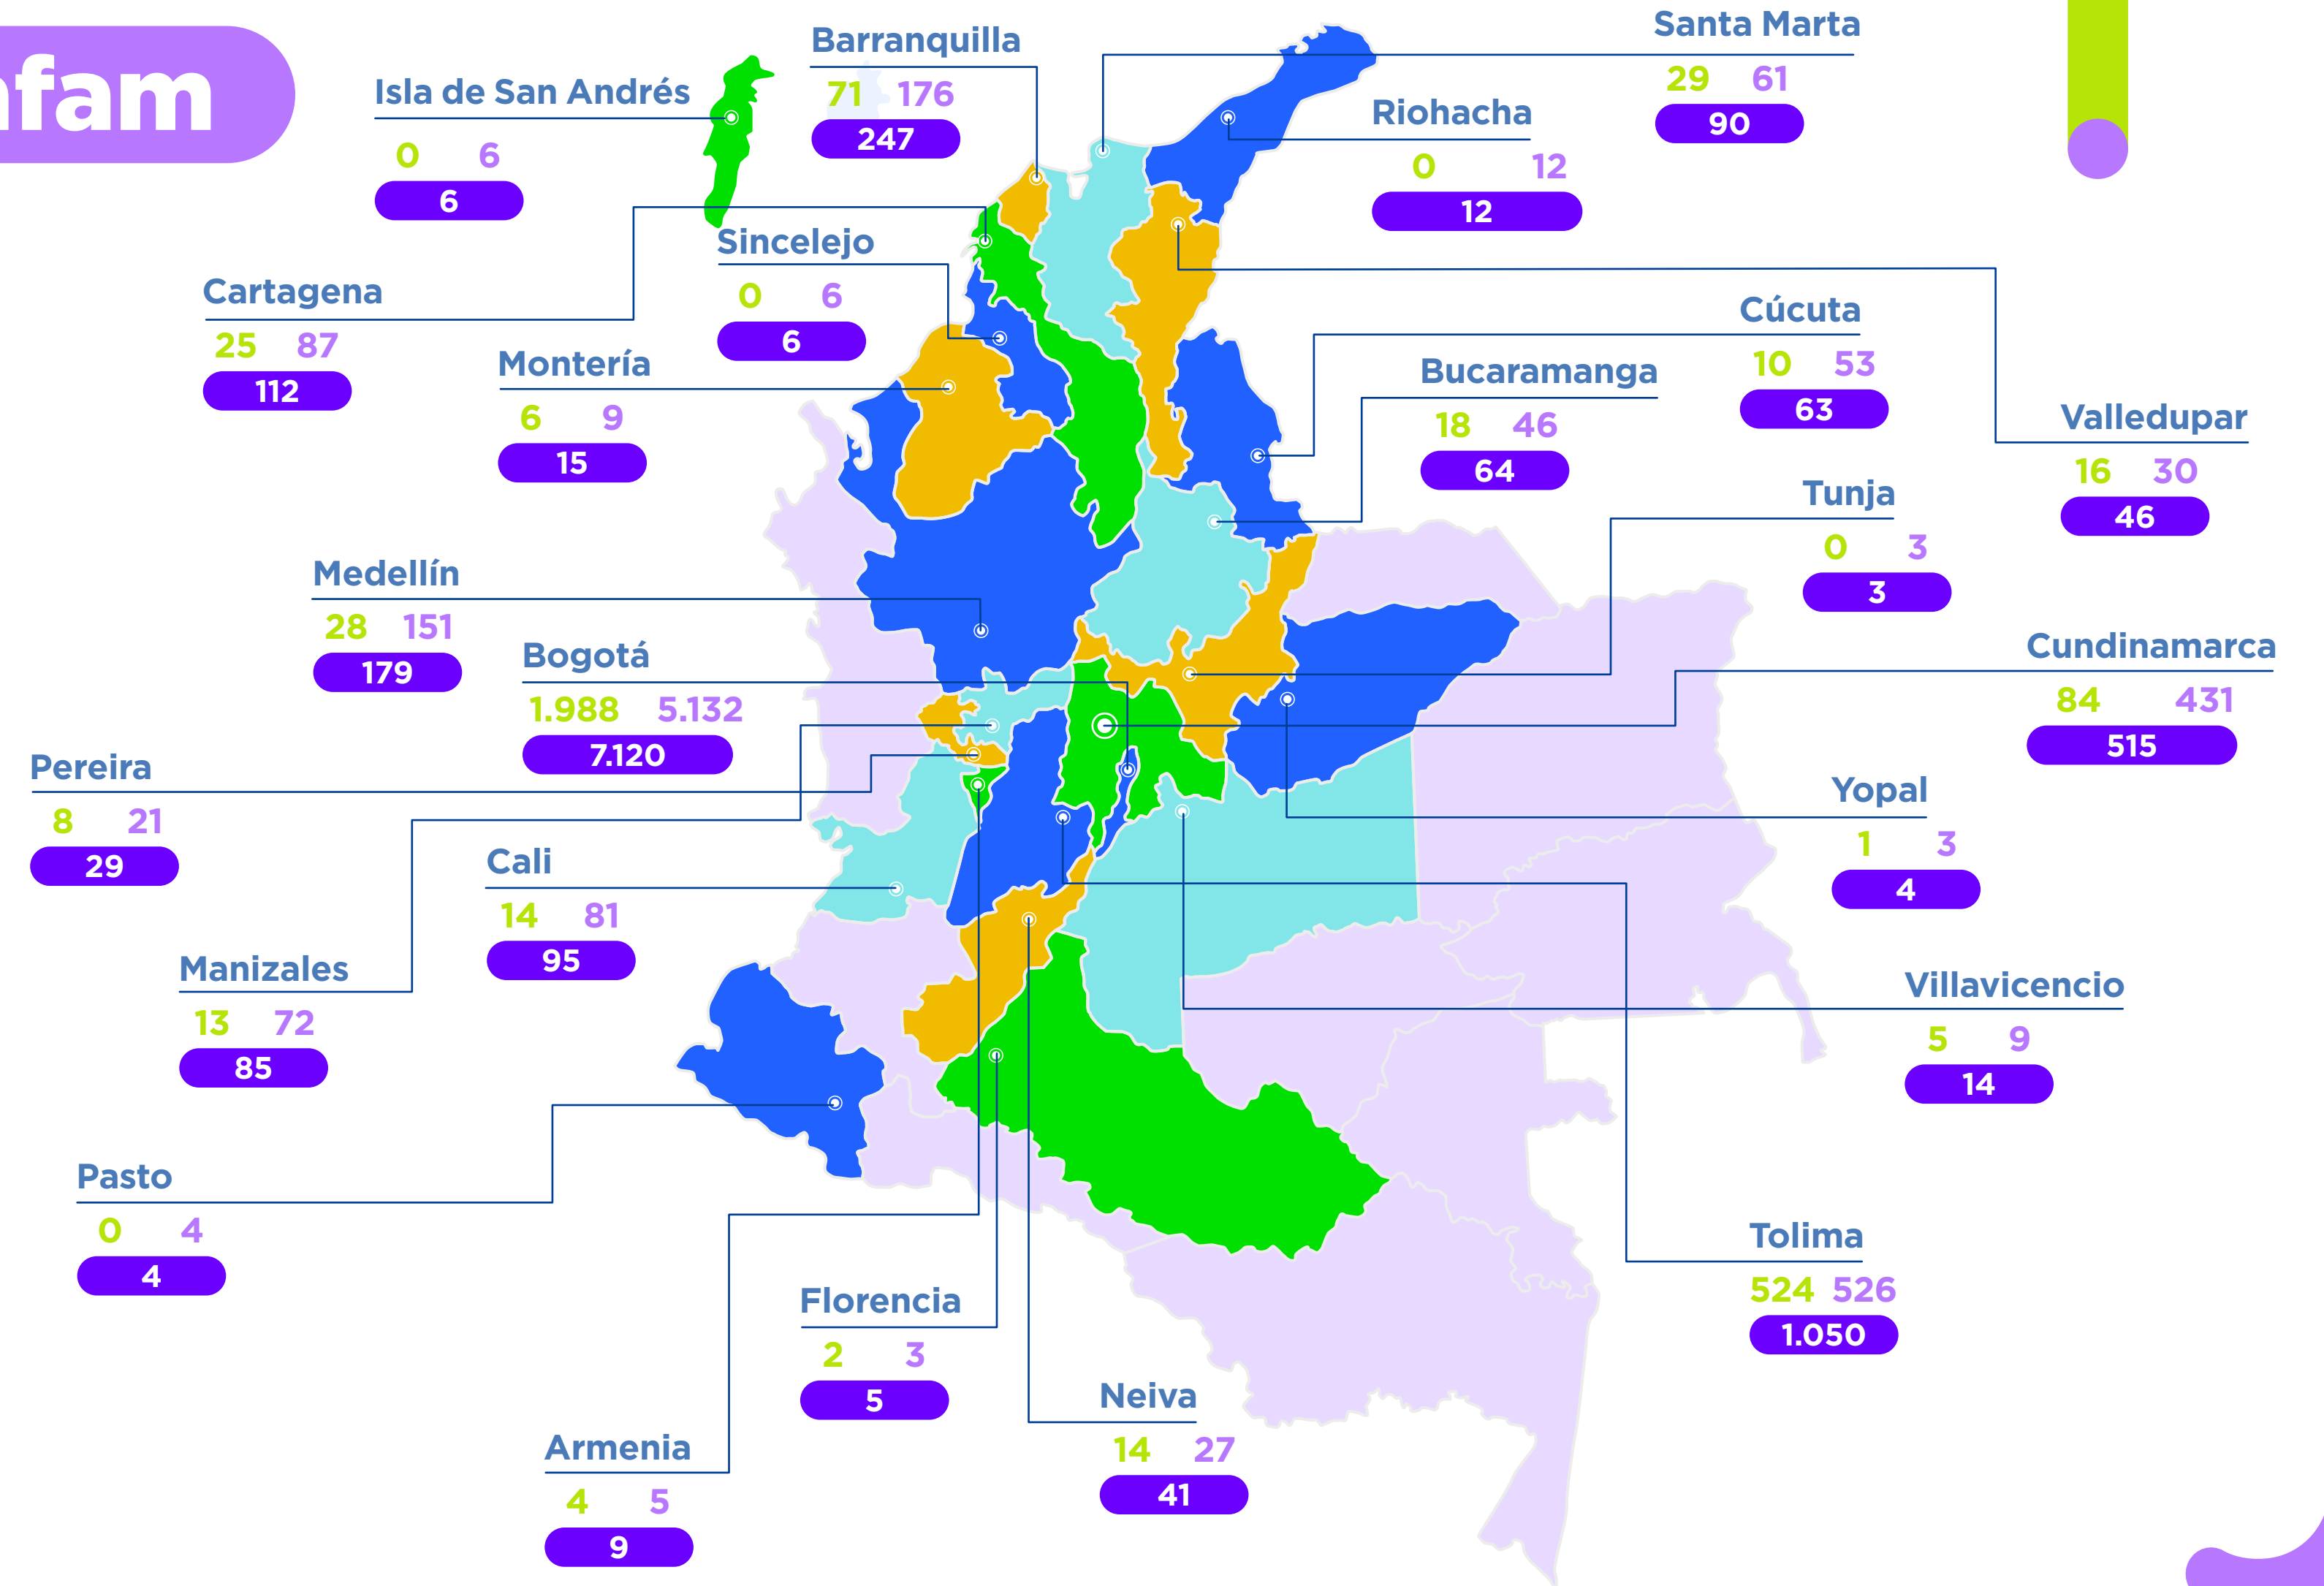 nfam
Isla de San Andrés
0 6
6
Barranquilla
71 176
247
Santa Marta
29 61
90
Riohacha
0 12
12
Sincelejo
0 6
6
Cartagena
25 87
112
Montería
6 9
15
Cúcuta
10 53
63
Bucaramanga
18 46
64
Valledupar
16 30
46
Tunja
0 3
3
Medellín
28 151
179
Bogotá
1.988 5.132
7.120
Cundinamarca
84 431
515
Pereira
8 21
29
Yopal
1 3
4
Cali
14 81
95
Manizales
13 72
85
Villavicencio
5 9
14
Pasto
0 4
4
Tolima
524 526
1.050
Florencia
2 3
5
Neiva
14 27
41
Armenia
4 5
9